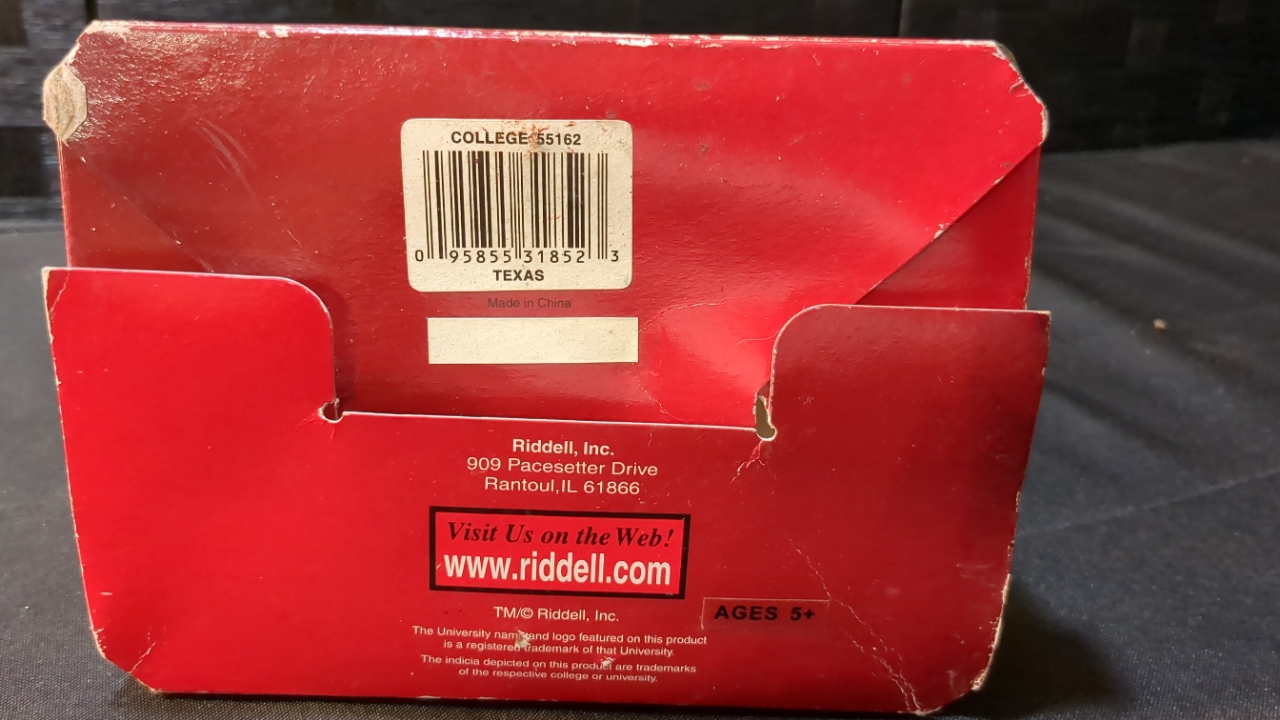 COLLEGE 55162
0 95855 31852 3
TEXAS
Made in China
Riddell, Inc.
909 Pacesetter Drive
Rantoul,IL 61866
Visit Us on the Web!
www.riddell.com
TM/© Riddell, Inc.
AGES 5+
The University name and logo featured on this product
is a registered trademark of that University.
The indicia depicted on this product are trademarks
of the respective college or university.